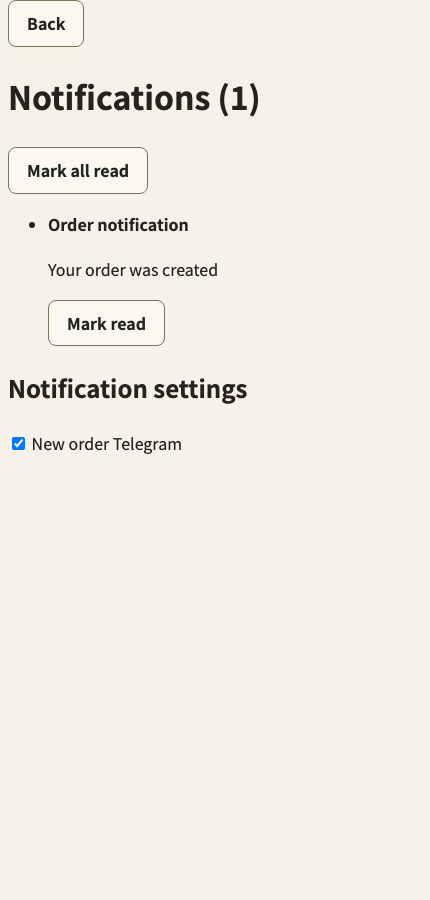 Back
Notifications (1)
Mark all read
Order notification
Your order was created
Mark read
Notification settings
New order Telegram